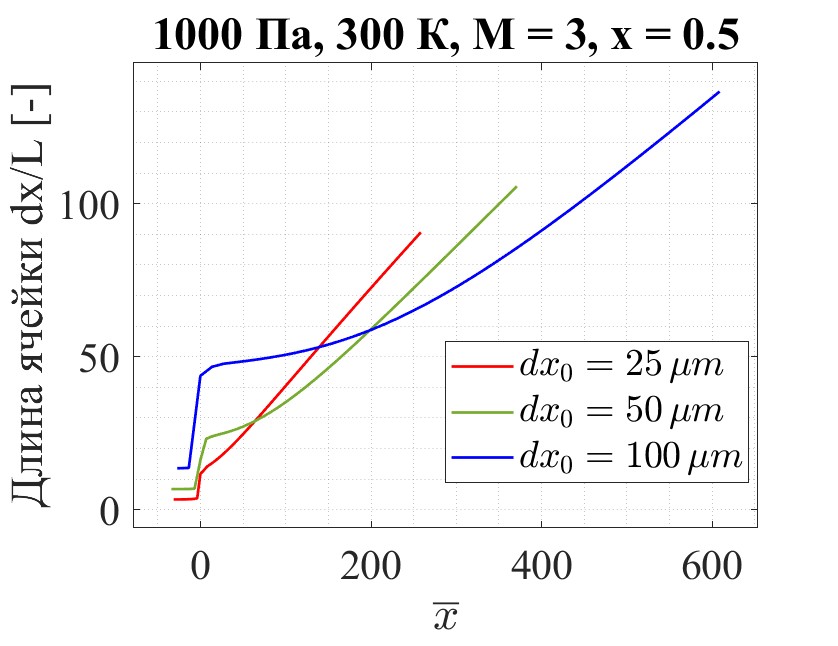 1000 Па, 300 К, М = 3, x = 0.5
Длина ячейки dx/L [-]
100
50
0
0 200 400 600
x̅
dx₀ = 25 μm
dx₀ = 50 μm
dx₀ = 100 μm